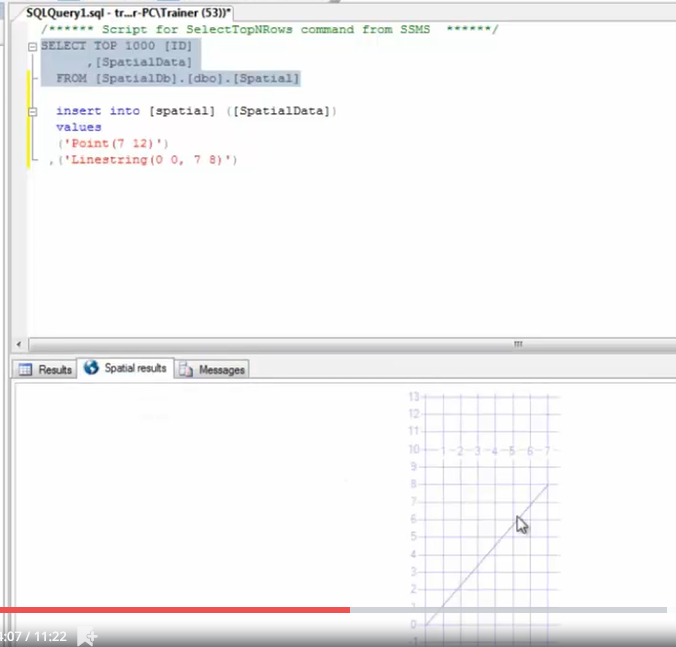 SQLQuery1.sql - tr...r-PC\Trainer (53))*
/****** Script for SelectTopNRows command from SSMS  ******/
SELECT TOP 1000 [ID]
,[SpatialData]
FROM [SpatialDb].[dbo].[Spatial]
insert into [spatial] ([SpatialData])
values
('Point(7 12)')
,('Linestring(0 0, 7 8)')
Results
Spatial results
Messages
13
12
11
10 1 2 3 4 5 6 7
9
8
7
6
5
4
3
2
1
0
4:07 / 11:22